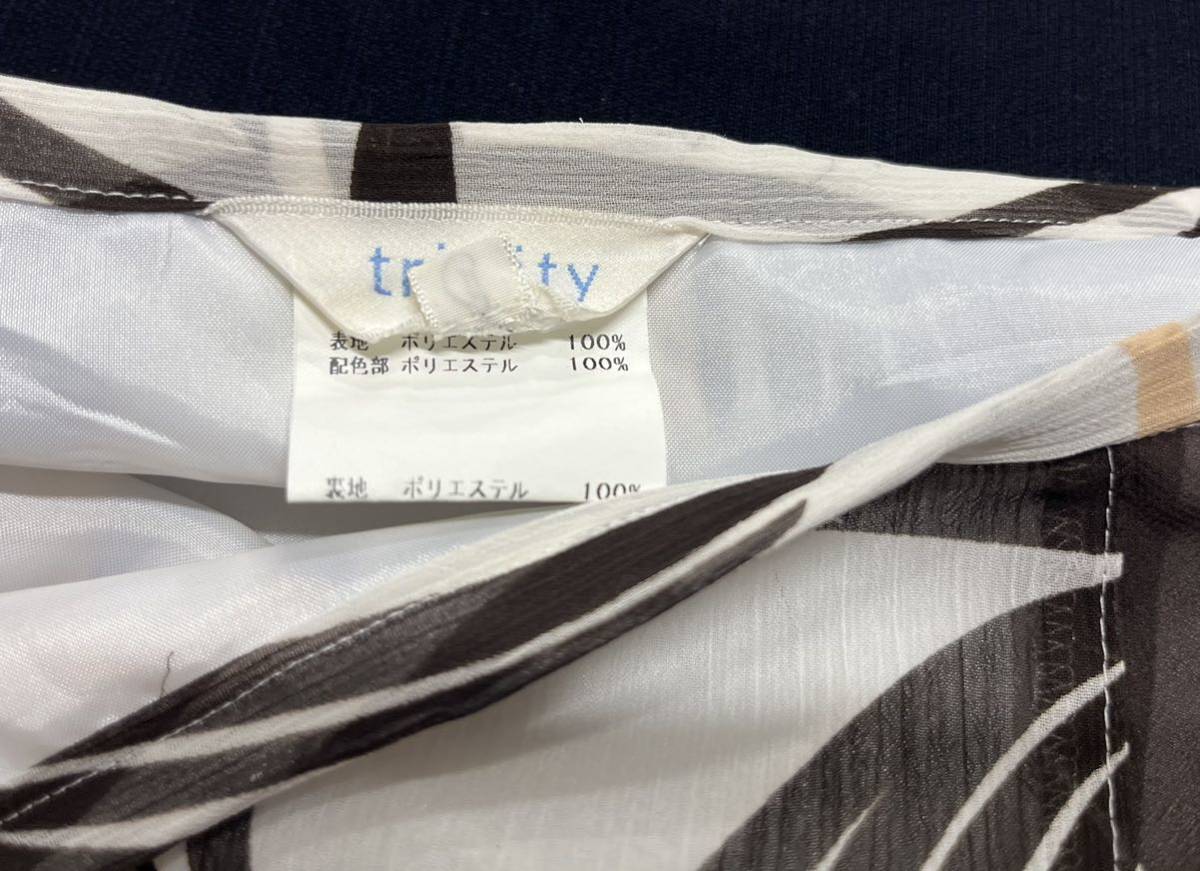 表地 ポリエステル 100%
配色部 ポリエステル 100%
裏地 ポリエステル 100%